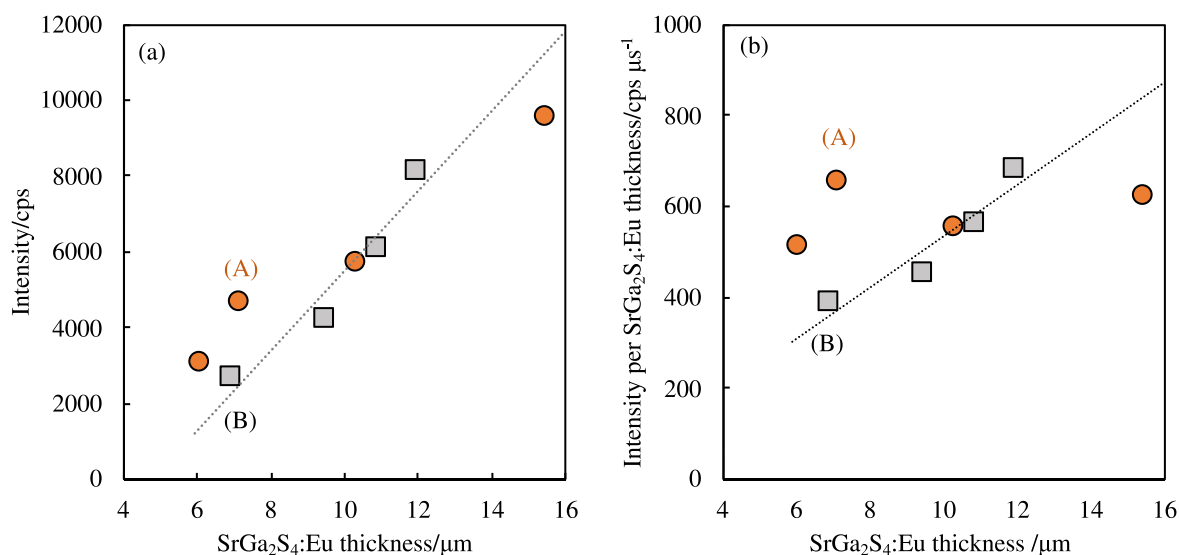 (a)
12000
10000
8000
6000
4000
2000
0
Intensity/cps
(A)
(B)
4 6 8 10 12 14 16
SrGa₂S₄:Eu thickness/μm
(b)
1000
800
600
400
200
0
Intensity per SrGa₂S₄:Eu thickness/cps μs⁻¹
(A)
(B)
4 6 8 10 12 14 16
SrGa₂S₄:Eu thickness /μm